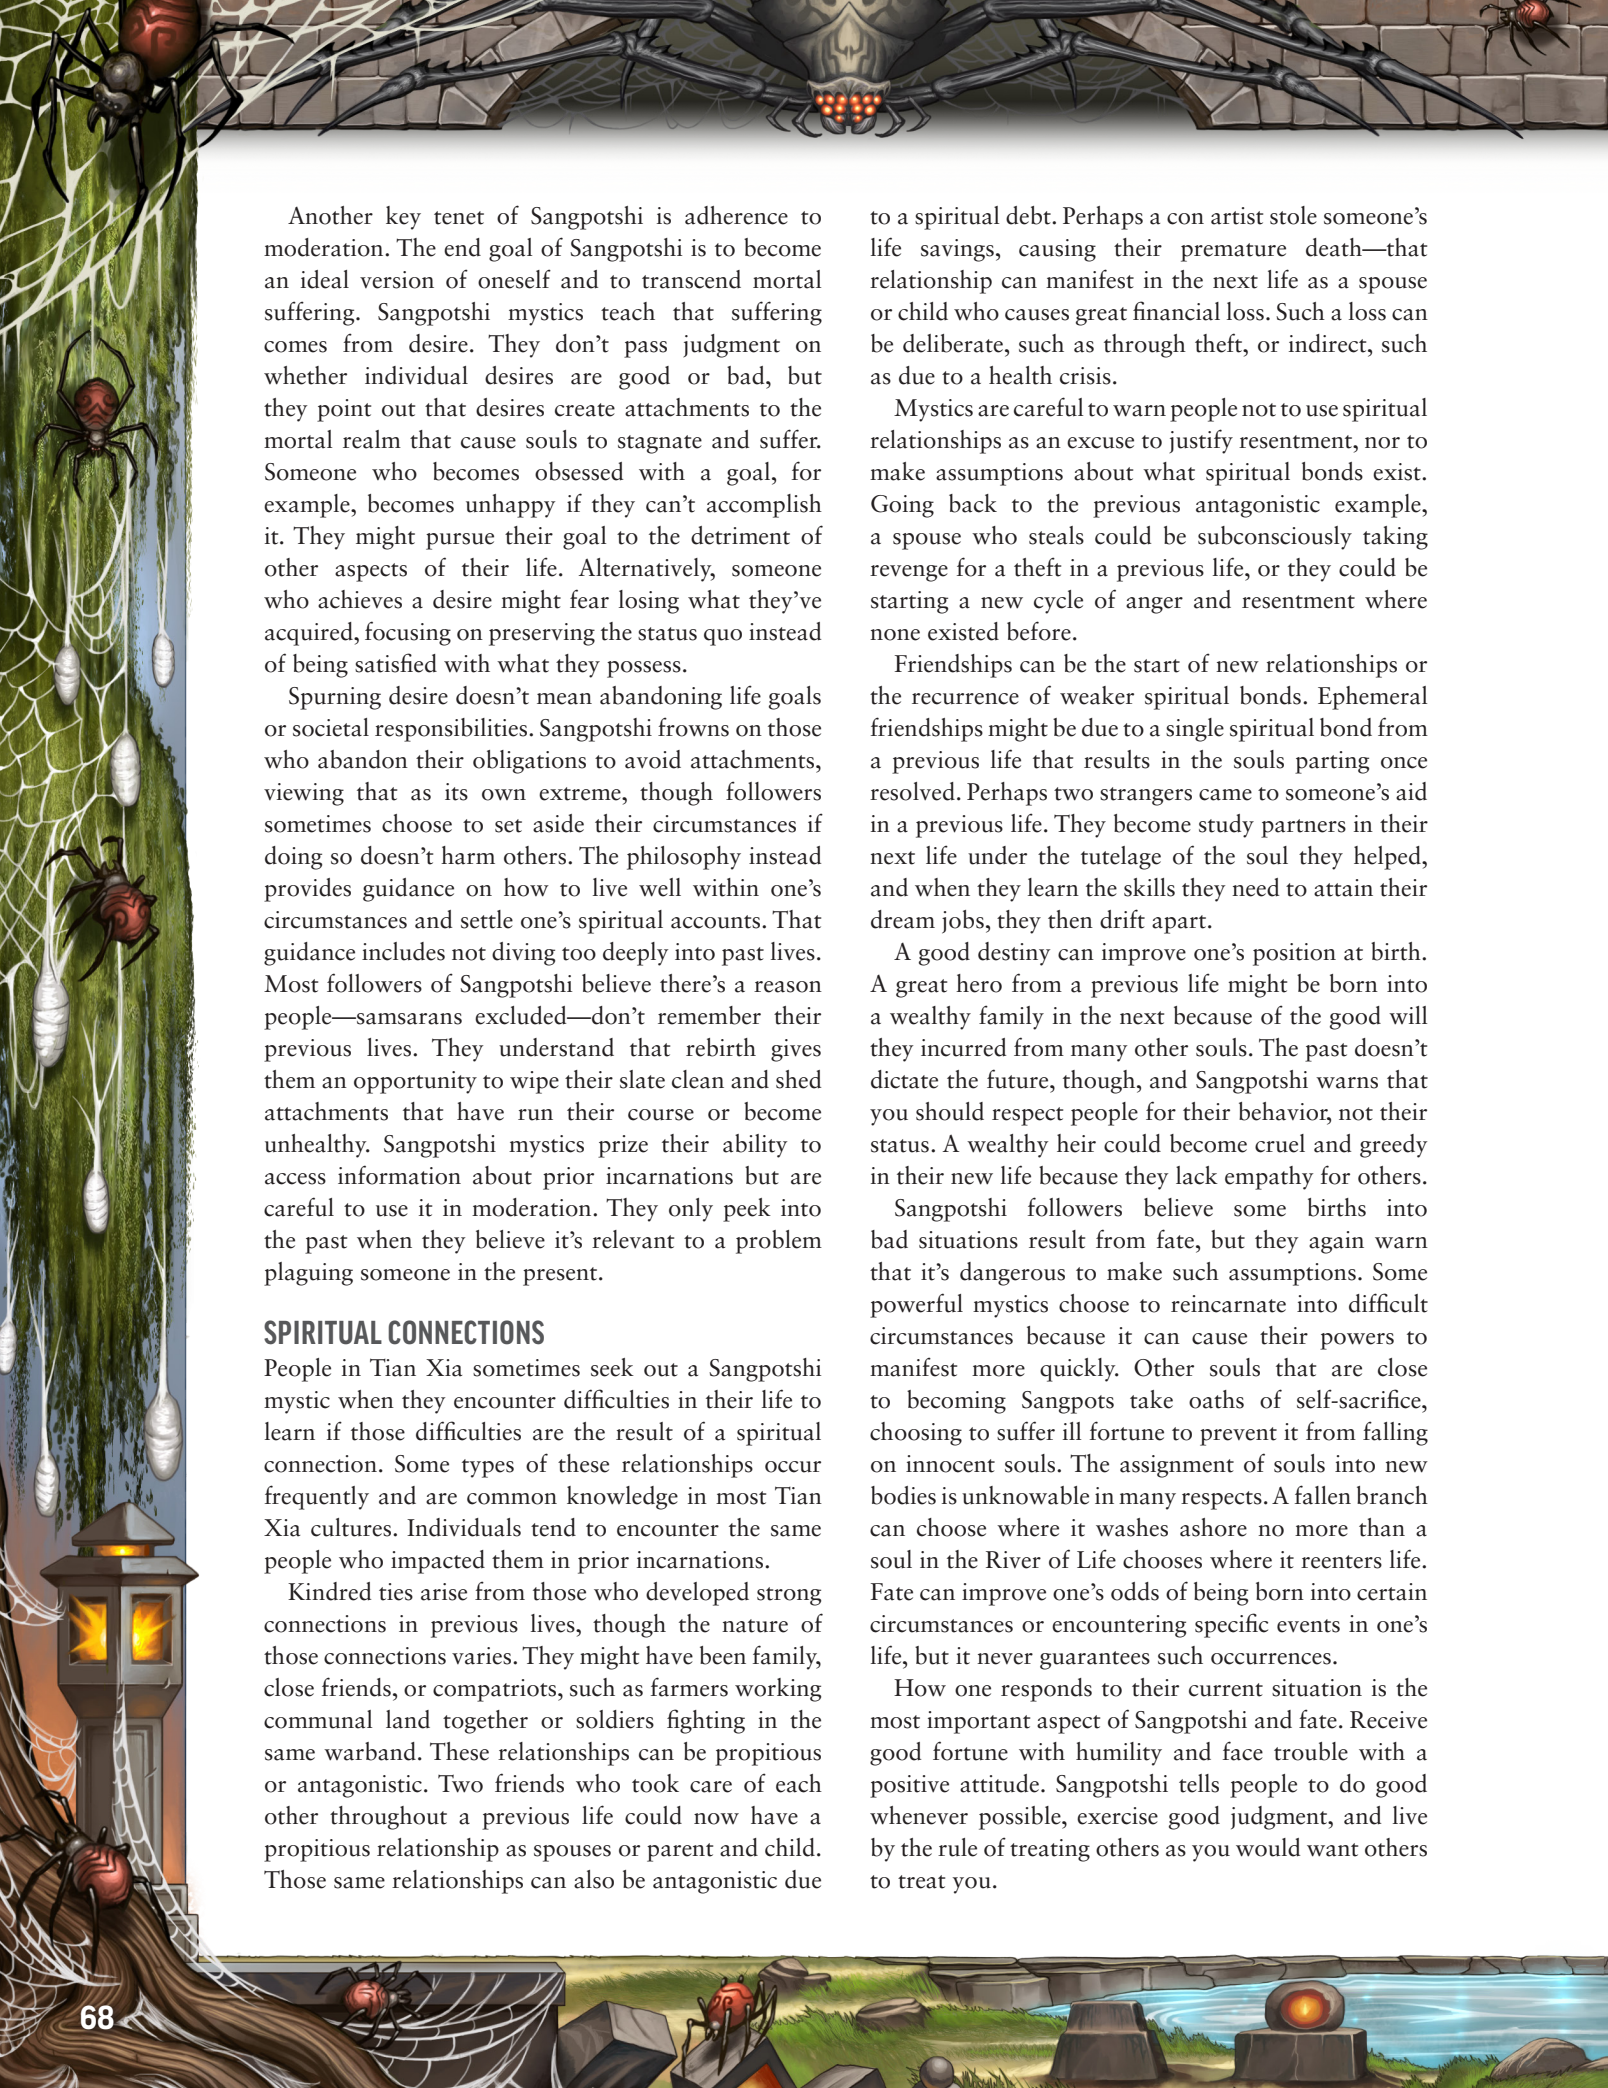 Another key tenet of Sangpotshi is adherence to
moderation. The end goal of Sangpotshi is to become
an ideal version of oneself and to transcend mortal
suffering. Sangpotshi mystics teach that suffering
comes from desire. They don’t pass judgment on
whether individual desires are good or bad, but
they point out that desires create attachments to the
mortal realm that cause souls to stagnate and suffer.
Someone who becomes obsessed with a goal, for
example, becomes unhappy if they can’t accomplish
it. They might pursue their goal to the detriment of
other aspects of their life. Alternatively, someone
who achieves a desire might fear losing what they’ve
acquired, focusing on preserving the status quo instead
of being satisfied with what they possess.
Spurning desire doesn’t mean abandoning life goals
or societal responsibilities. Sangpotshi frowns on those
who abandon their obligations to avoid attachments,
viewing that as its own extreme, though followers
sometimes choose to set aside their circumstances if
doing so doesn’t harm others. The philosophy instead
provides guidance on how to live well within one’s
circumstances and settle one’s spiritual accounts. That
guidance includes not diving too deeply into past lives.
Most followers of Sangpotshi believe there’s a reason
people—samsarans excluded—don’t remember their
previous lives. They understand that rebirth gives
them an opportunity to wipe their slate clean and shed
attachments that have run their course or become
unhealthy. Sangpotshi mystics prize their ability to
access information about prior incarnations but are
careful to use it in moderation. They only peek into
the past when they believe it’s relevant to a problem
plaguing someone in the present.
SPIRITUAL CONNECTIONS
People in Tian Xia sometimes seek out a Sangpotshi
mystic when they encounter difficulties in their life to
learn if those difficulties are the result of a spiritual
connection. Some types of these relationships occur
frequently and are common knowledge in most Tian
Xia cultures. Individuals tend to encounter the same
people who impacted them in prior incarnations.
Kindred ties arise from those who developed strong
connections in previous lives, though the nature of
those connections varies. They might have been family,
close friends, or compatriots, such as farmers working
communal land together or soldiers fighting in the
same warband. These relationships can be propitious
or antagonistic. Two friends who took care of each
other throughout a previous life could now have a
propitious relationship as spouses or parent and child.
Those same relationships can also be antagonistic due
to a spiritual debt. Perhaps a con artist stole someone’s
life savings, causing their premature death—that
relationship can manifest in the next life as a spouse
or child who causes great financial loss. Such a loss can
be deliberate, such as through theft, or indirect, such
as due to a health crisis.
Mystics are careful to warn people not to use spiritual
relationships as an excuse to justify resentment, nor to
make assumptions about what spiritual bonds exist.
Going back to the previous antagonistic example,
a spouse who steals could be subconsciously taking
revenge for a theft in a previous life, or they could be
starting a new cycle of anger and resentment where
none existed before.
Friendships can be the start of new relationships or
the recurrence of weaker spiritual bonds. Ephemeral
friendships might be due to a single spiritual bond from
a previous life that results in the souls parting once
resolved. Perhaps two strangers came to someone’s aid
in a previous life. They become study partners in their
next life under the tutelage of the soul they helped,
and when they learn the skills they need to attain their
dream jobs, they then drift apart.
A good destiny can improve one’s position at birth.
A great hero from a previous life might be born into
a wealthy family in the next because of the good will
they incurred from many other souls. The past doesn’t
dictate the future, though, and Sangpotshi warns that
you should respect people for their behavior, not their
status. A wealthy heir could become cruel and greedy
in their new life because they lack empathy for others.
Sangpotshi followers believe some births into
bad situations result from fate, but they again warn
that it’s dangerous to make such assumptions. Some
powerful mystics choose to reincarnate into difficult
circumstances because it can cause their powers to
manifest more quickly. Other souls that are close
to becoming Sangpots take oaths of self-sacrifice,
choosing to suffer ill fortune to prevent it from falling
on innocent souls. The assignment of souls into new
bodies is unknowable in many respects. A fallen branch
can choose where it washes ashore no more than a
soul in the River of Life chooses where it reenters life.
Fate can improve one’s odds of being born into certain
circumstances or encountering specific events in one’s
life, but it never guarantees such occurrences.
How one responds to their current situation is the
most important aspect of Sangpotshi and fate. Receive
good fortune with humility and face trouble with a
positive attitude. Sangpotshi tells people to do good
whenever possible, exercise good judgment, and live
by the rule of treating others as you would want others
to treat you.
68